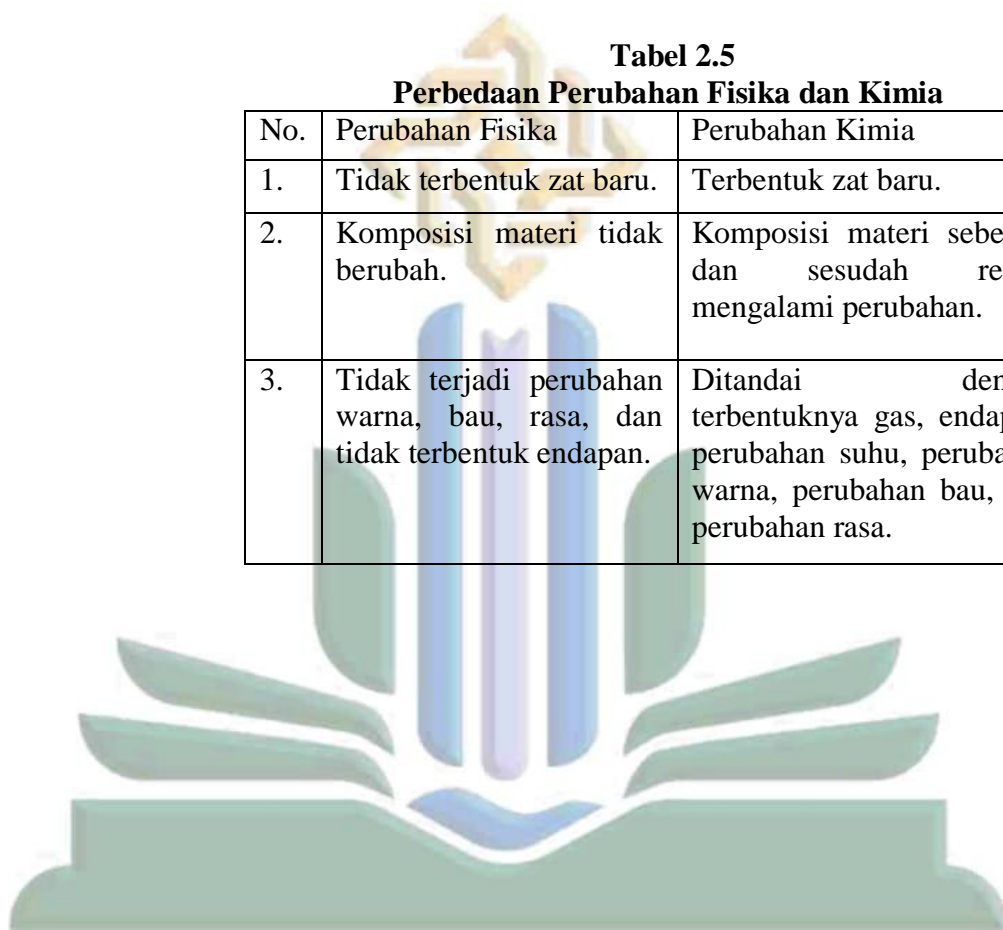 Tabel 2.5
Perbedaan Perubahan Fisika dan Kimia
No. Perubahan Fisika Perubahan Kimia
1. Tidak terbentuk zat baru. Terbentuk zat baru.
2. Komposisi materi tidak
berubah.
Komposisi materi
dan sesudah
mengalami perubahan.
3. Tidak terjadi perubahan
warna, bau, rasa, dan
tidak terbentuk endapan.
Ditandai
terbentuknya gas,
perubahan suhu,
warna, perubahan bau,
perubahan rasa.